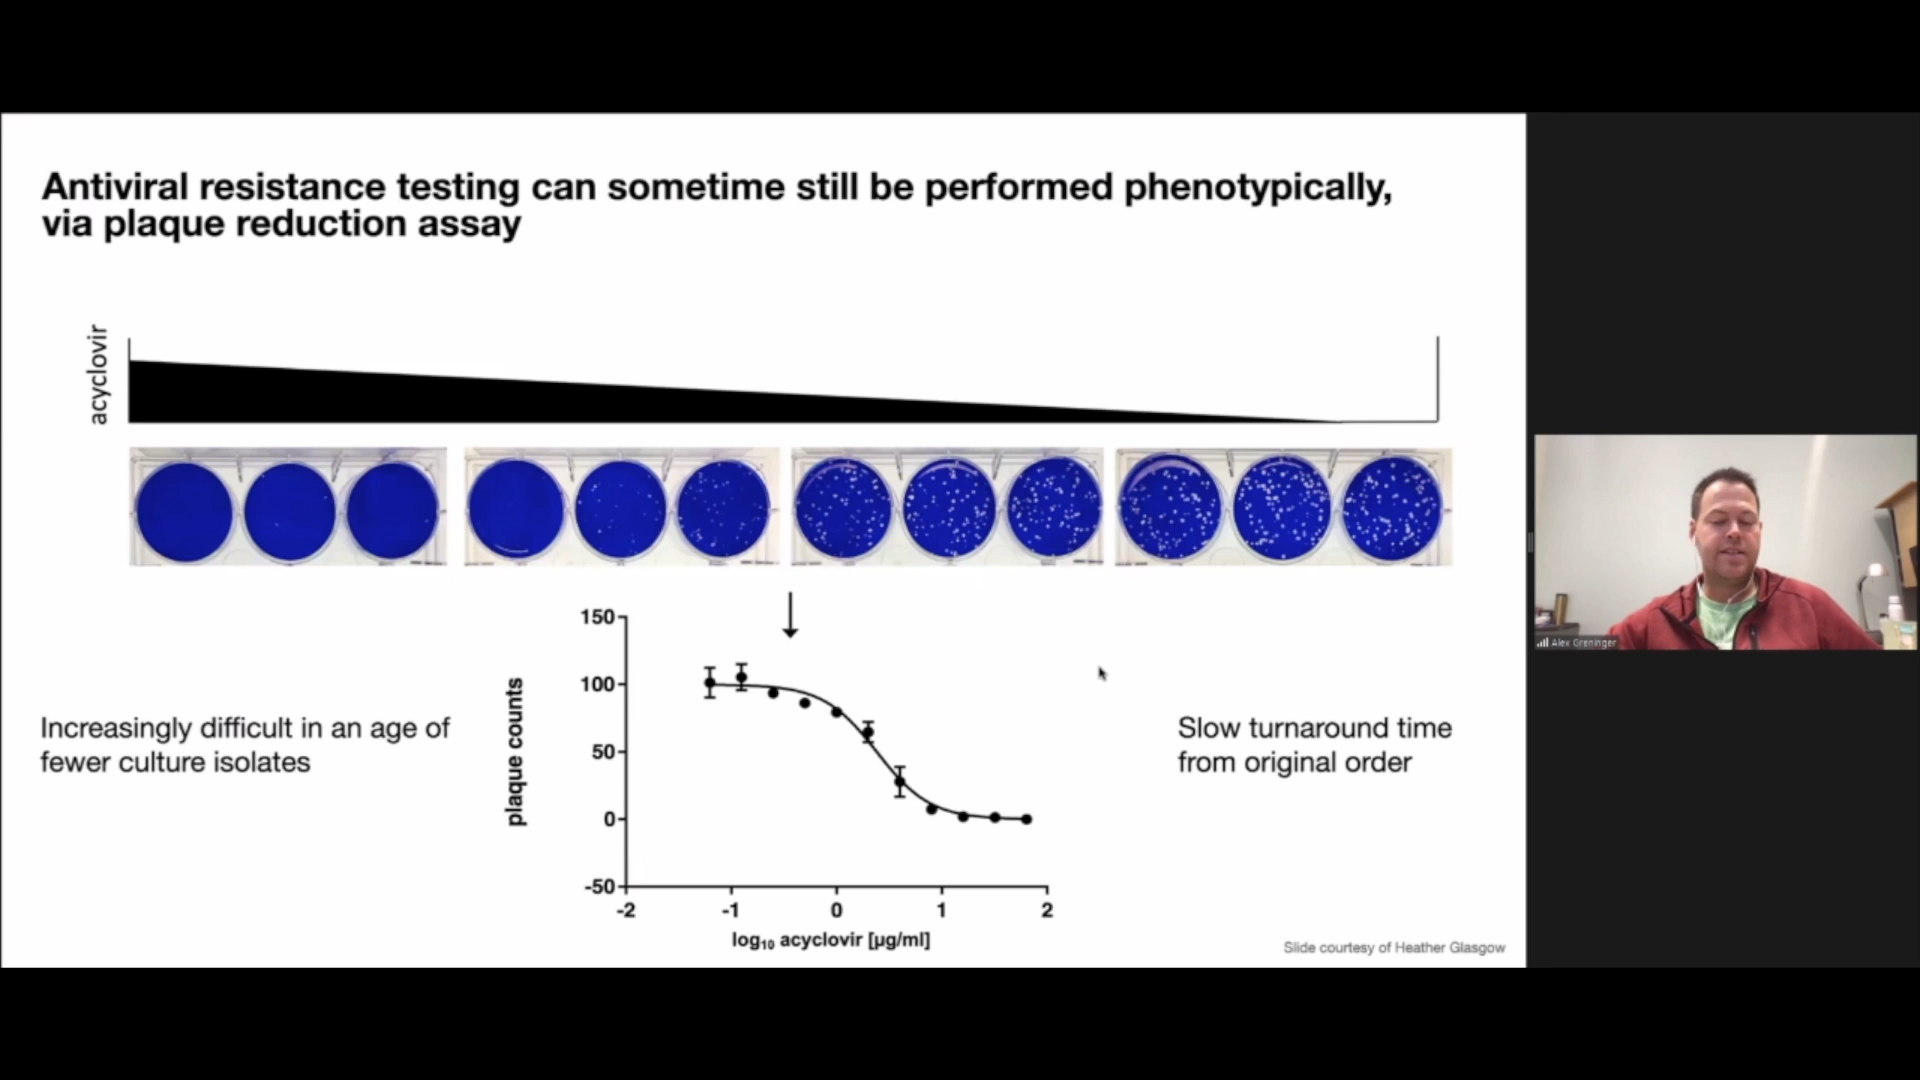 Antiviral resistance testing can sometime still be performed phenotypically,
via plaque reduction assay
acyclovir
Increasingly difficult in an age of
fewer culture isolates
plaque counts
150
100
50
0
-50
-2
-1
0
1
2
log₁₀ acyclovir [µg/ml]
Slow turnaround time
from original order
Slide courtesy of Heather Glasgow
Alex Greninger